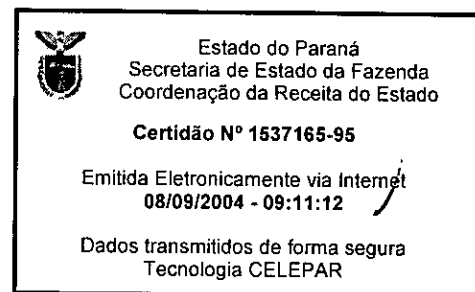 Estado do Paraná
Secretaria de Estado da Fazenda
Coordenação da Receita do Estado
Certidão Nº 1537165-95
Emitida Eletronicamente via Internet
08/09/2004 - 09:11:12
Dados transmitidos de forma segura
Tecnologia CELEPAR